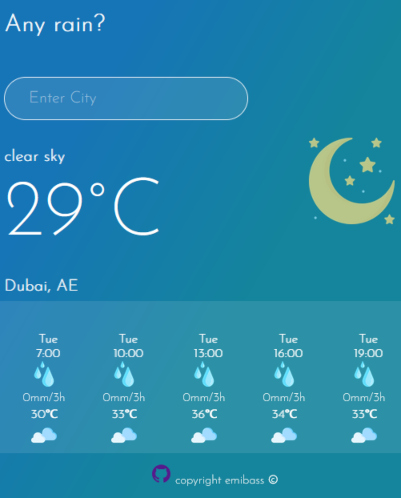 Any rain?
Enter City
clear sky
29°C
Dubai, AE
Tue Tue Tue Tue Tue
7:00 10:00 13:00 16:00 19:00
0mm/3h 0mm/3h 0mm/3h 0mm/3h 0mm/3h
30°C 33°C 36°C 34°C 33°C
copyright emibass ©